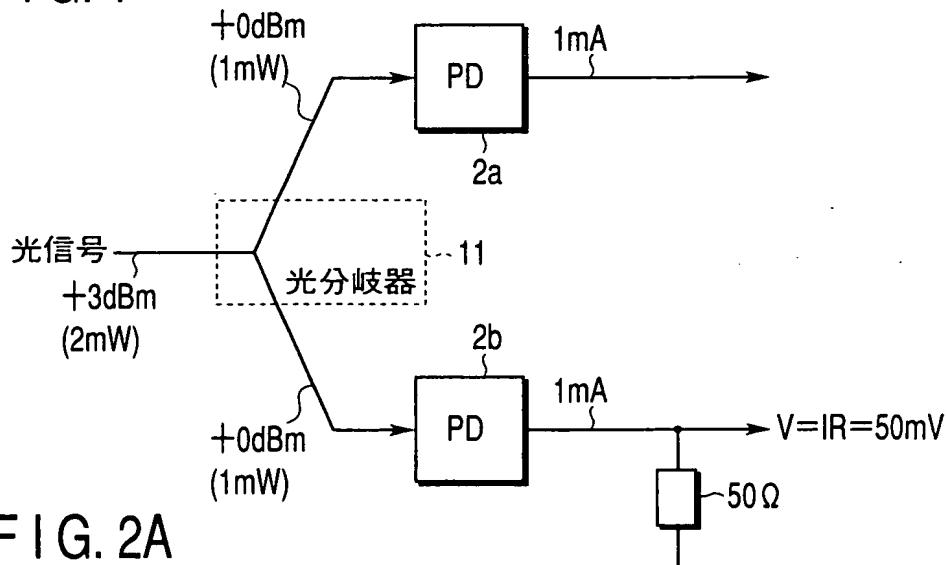 +0dBm
(1mW)
PD
1mA
2a
光信号
+3dBm
(2mW)
光分岐器
11
2b
+0dBm
(1mW)
PD
1mA
V=IR=50mV
50Ω
FIG. 2A